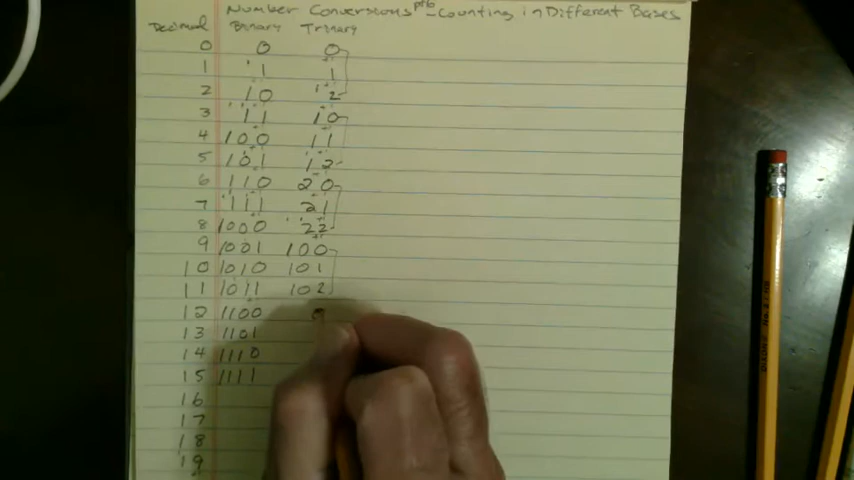 Number Conversions pt6 - Counting in Different Bases
Decimal Binary Trinary
0 0 0
1 1 1
2 10 2
3 11 10
4 100 11
5 101 12
6 110 20
7 111 21
8 1000 22
9 1001 100
10 1010 101
11 1011 102
12 1100 0
13 1101
14 1110
15 1111
16
17
18
19